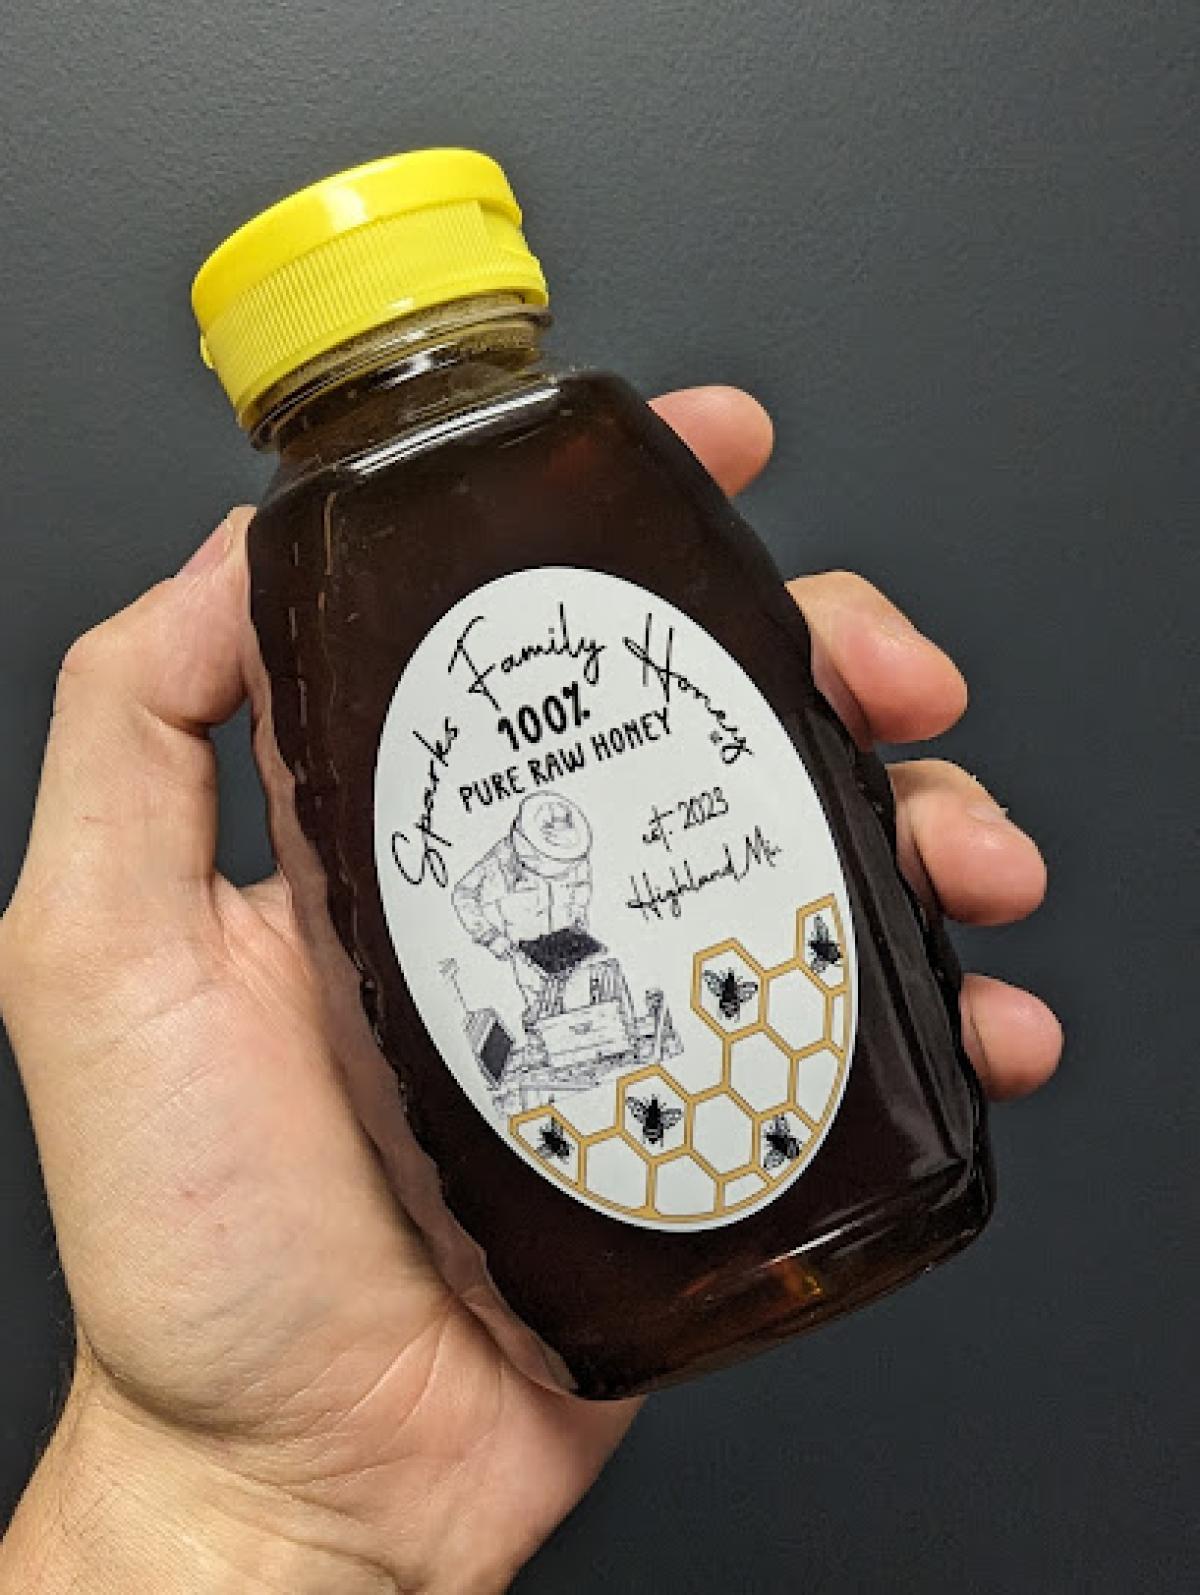 Sparks Family Honey
100%
PURE RAW HONEY
est. 2023
Highland Mi.